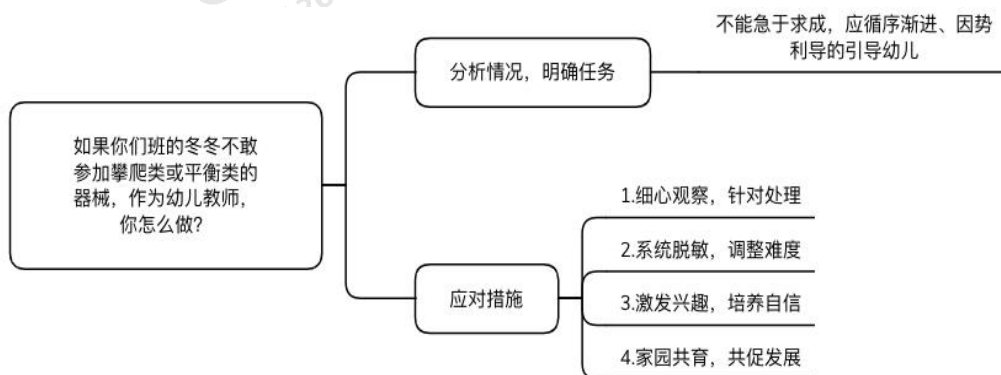 不能急于求成，应循序渐进、因势
利导的引导幼儿
分析情况，明确任务
如果你们班的冬冬不敢
参加攀爬类或平衡类的
器械，作为幼儿教师，
你怎么做？
应对措施
1.细心观察，针对处理
2.系统脱敏，调整难度
3.激发兴趣，培养自信
4.家园共育，共促发展